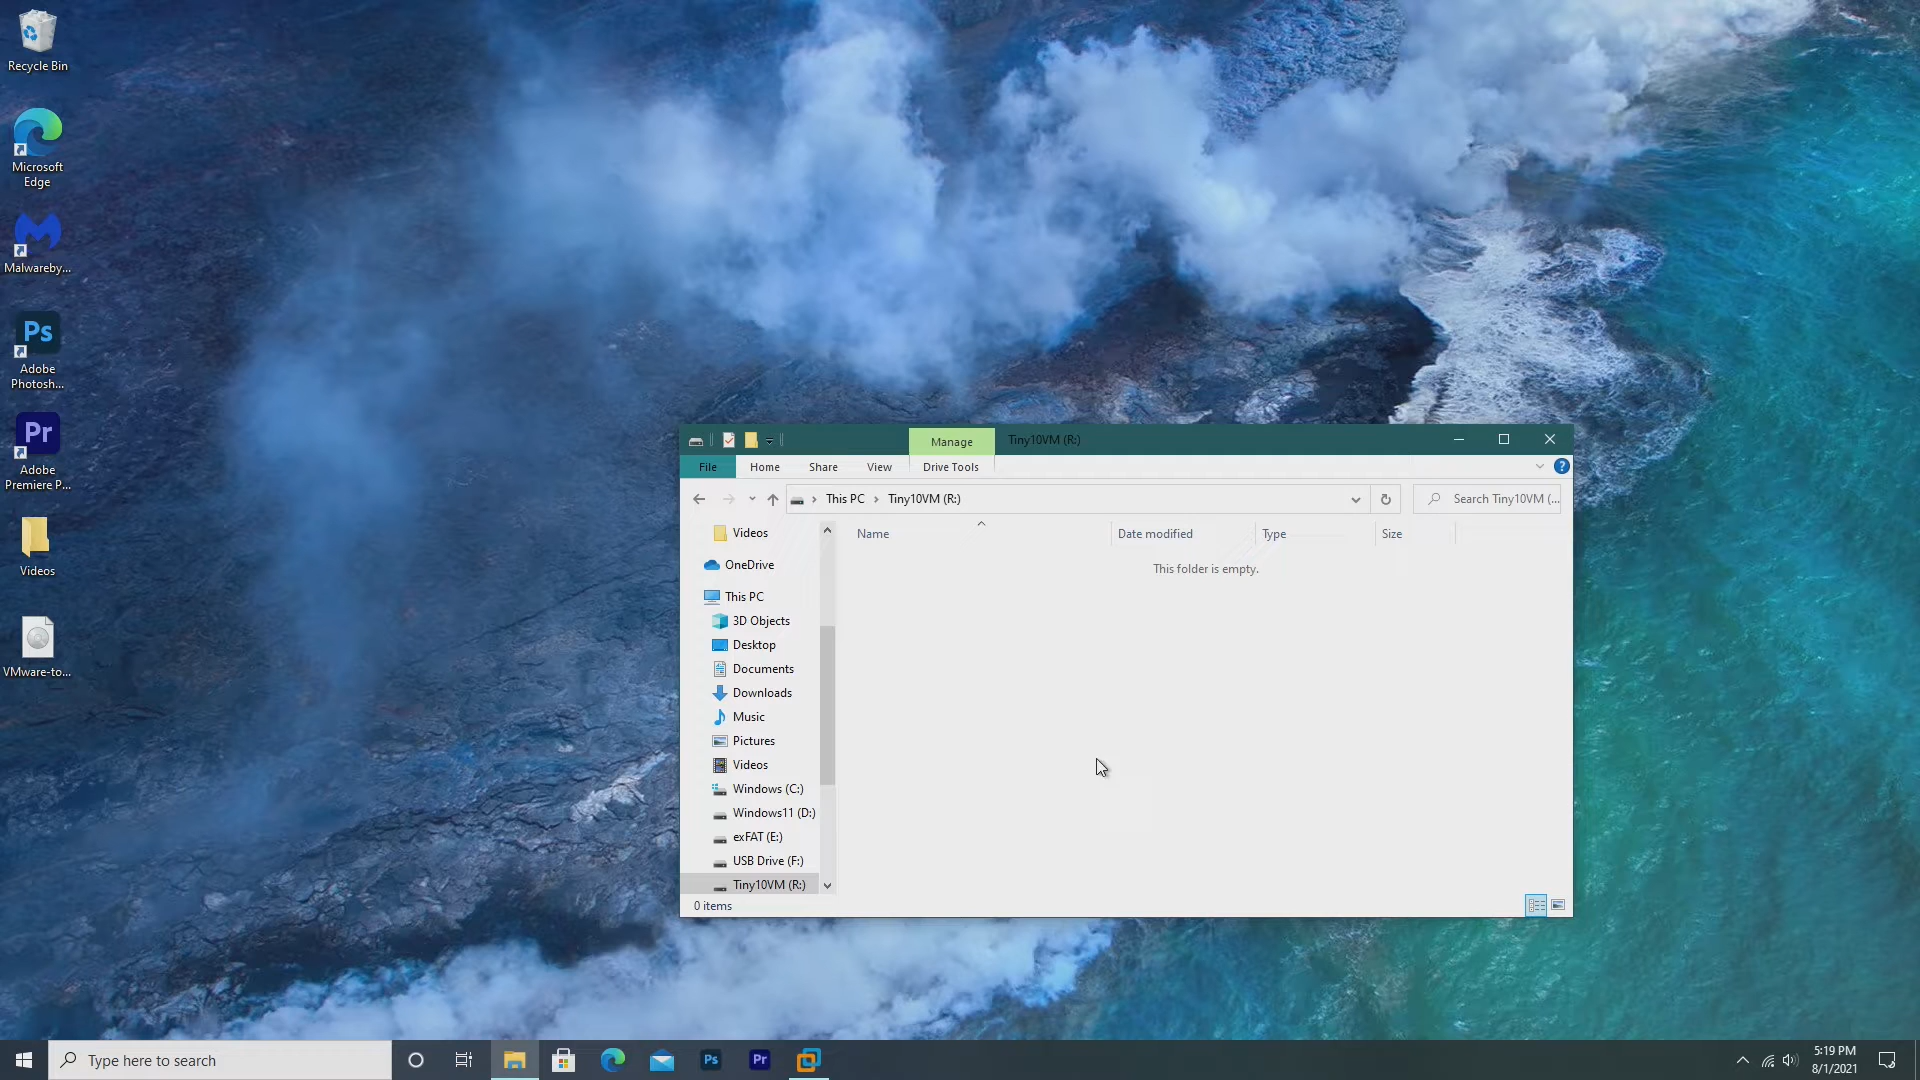 Recycle Bin
Microsoft
Edge
Malwareby...
Ps
Adobe
Photosh...
Pr
Adobe
Premiere P...
Videos
VMware-to...
Manage
Tiny10VM (R:)
File
Home
Share
View
Drive Tools
?
This PC
Tiny10VM (R:)
Search Tiny10VM (...
Videos
OneDrive
This PC
3D Objects
Desktop
Documents
Downloads
Music
Pictures
Videos
Windows (C:)
Windows11 (D:)
exFAT (E:)
USB Drive (F:)
Tiny10VM (R:)
Name
Date modified
Type
Size
This folder is empty.
0 items
Type here to search
Ps
Pr
5:19 PM
8/1/2021